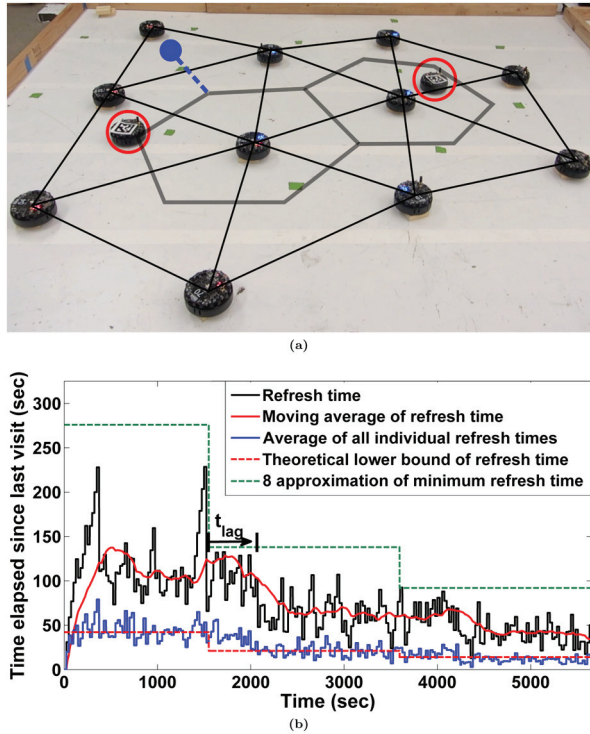 (a)
Time elapsed since last visit (sec)
300
250
200
150
100
50
0
Refresh time
Moving average of refresh time
Average of all individual refresh times
Theoretical lower bound of refresh time
8 approximation of minimum refresh time
t lag
0
1000
2000
3000
4000
5000
Time (sec)
(b)